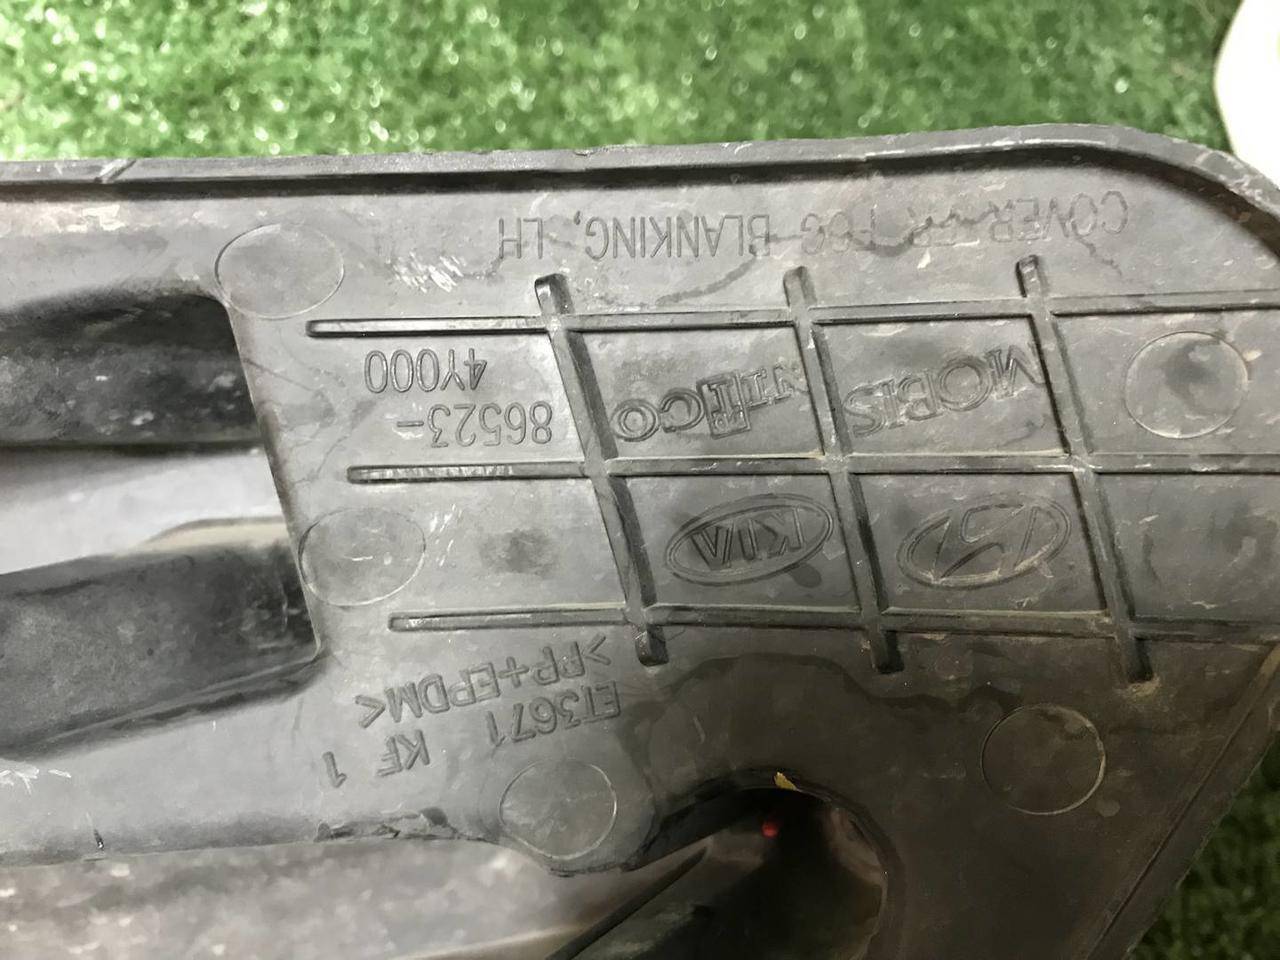 ET3671 KF 1
>PP+EPDM<
KIA
MOBIS
86523-
4Y000
COVER-FR FOG BLANKING, LH